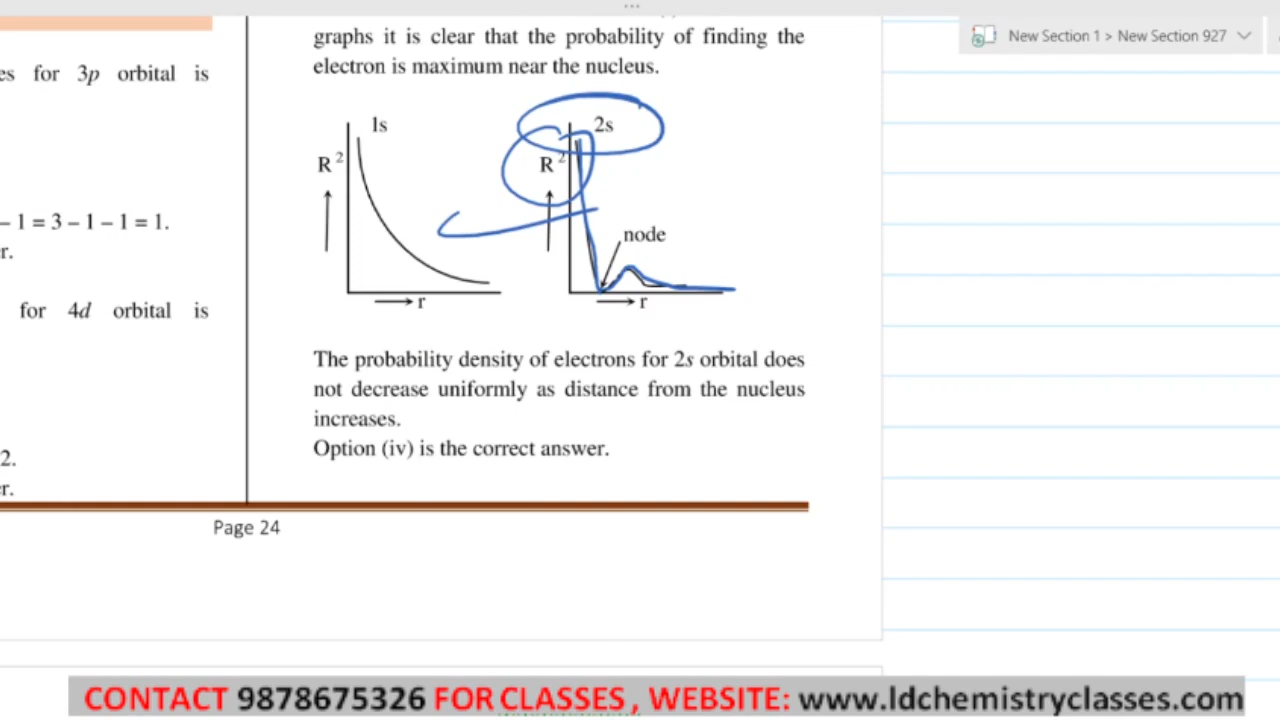 New Section 1 > New Section 927
es for 3p orbital is
– 1 = 3 – 1 – 1 = 1.
r.
for 4d orbital is
2.
er.
graphs it is clear that the probability of finding the
electron is maximum near the nucleus.
1s
R²
r
2s
R²
node
r
The probability density of electrons for 2s orbital does
not decrease uniformly as distance from the nucleus
increases.
Option (iv) is the correct answer.
Page 24
CONTACT 9878675326 FOR CLASSES , WEBSITE: www.ldchemistryclasses.com